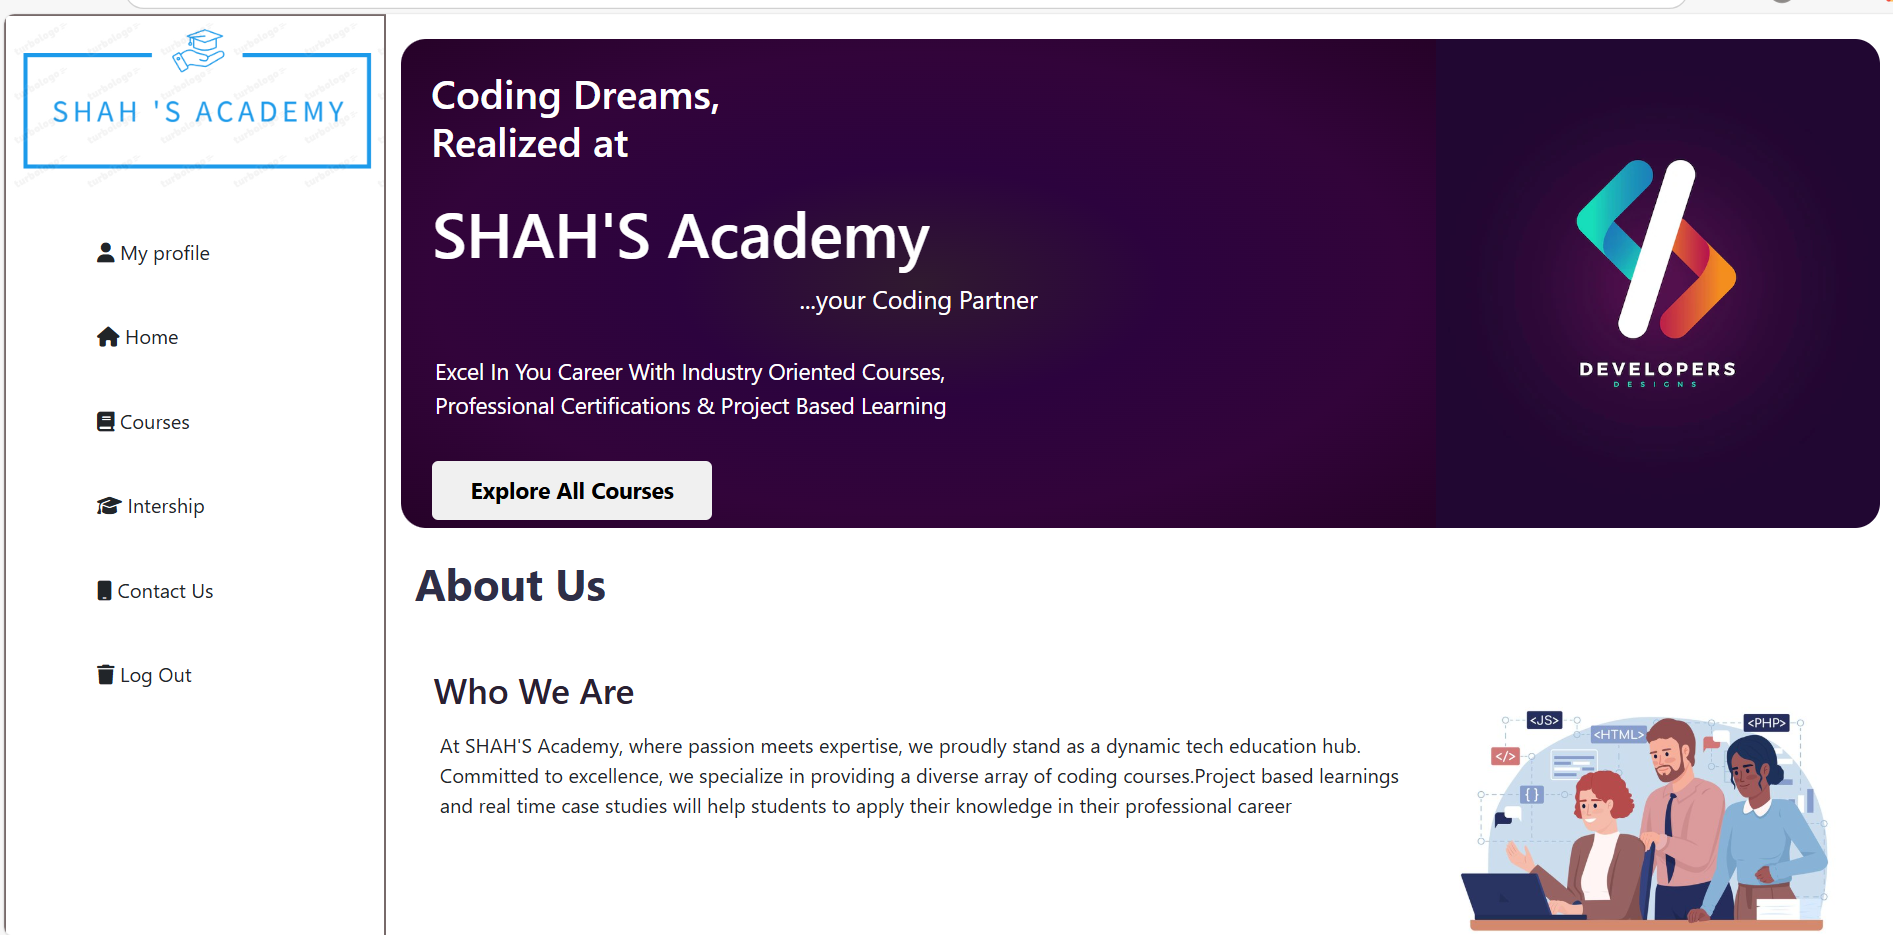 SHAH 'S ACADEMY
My profile
Home
Courses
Intership
Contact Us
Log Out
Coding Dreams,
Realized at
SHAH'S Academy
...your Coding Partner
Excel In You Career With Industry Oriented Courses,
Professional Certifications & Project Based Learning
Explore All Courses
DEVELOPERS
DESIGNS
About Us
Who We Are
At SHAH'S Academy, where passion meets expertise, we proudly stand as a dynamic tech education hub.
Committed to excellence, we specialize in providing a diverse array of coding courses.Project based learnings
and real time case studies will help students to apply their knowledge in their professional career
<JS>
<PHP>
<HTML>
</>
{ }